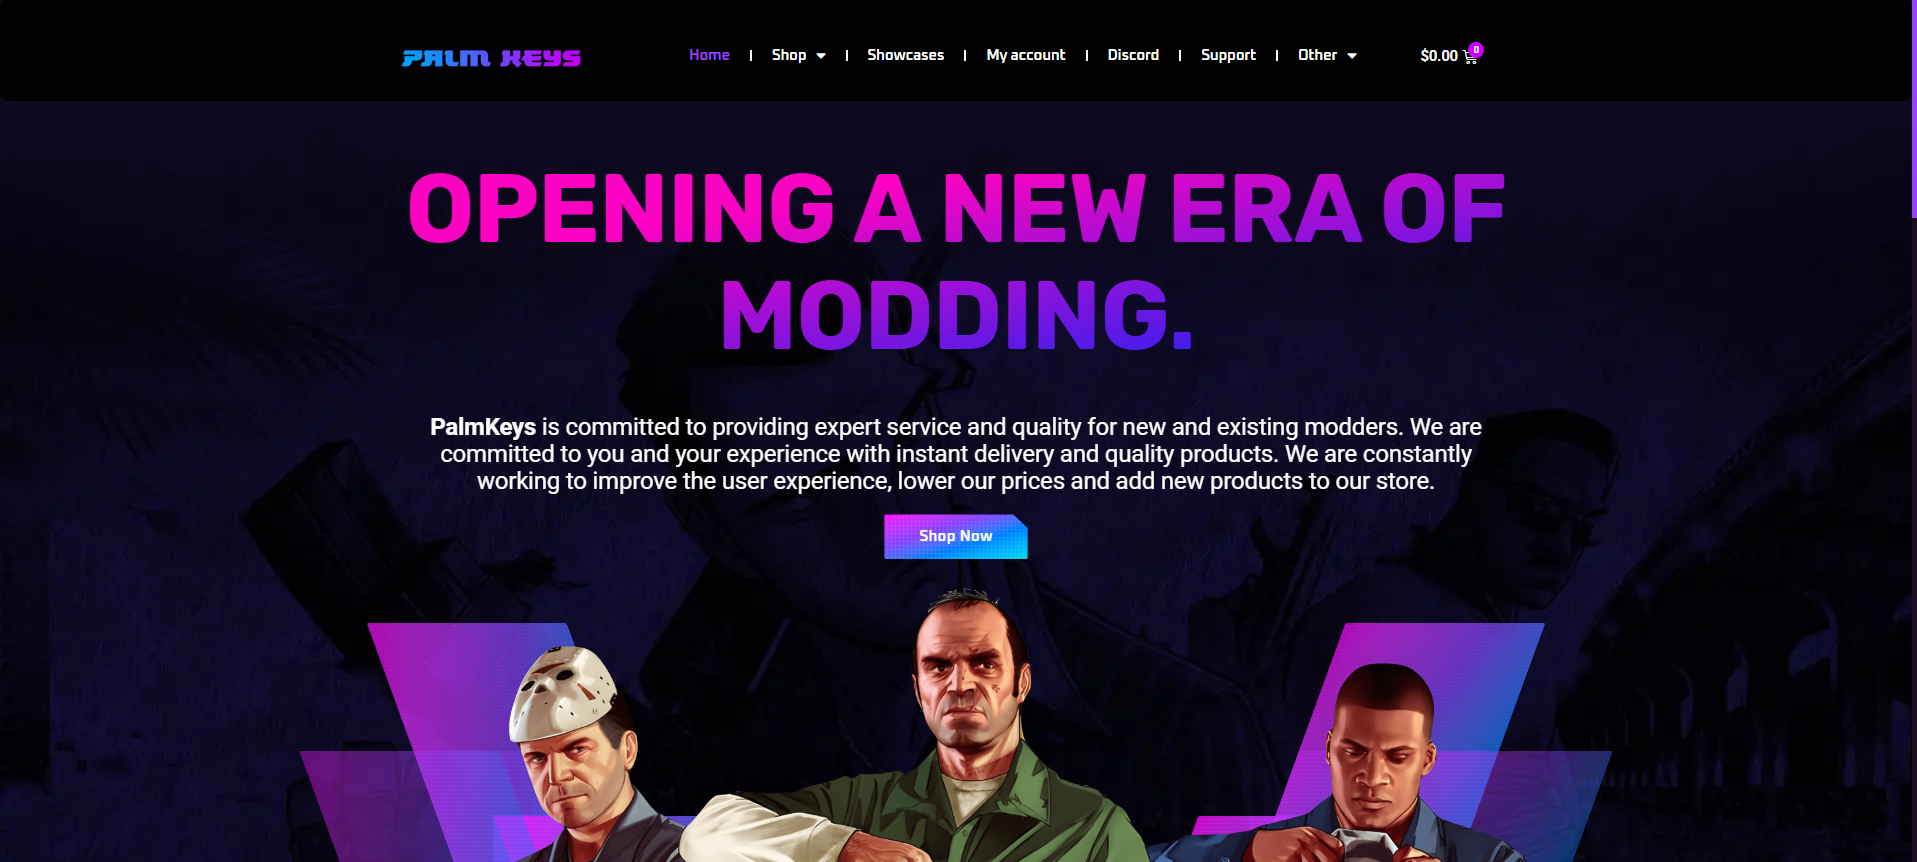 PALM KEYS
Home
Shop
Showcases
My account
Discord
Support
Other
$0.00
0
OPENING A NEW ERA OF
MODDING.
PalmKeys is committed to providing expert service and quality for new and existing modders. We are
committed to you and your experience with instant delivery and quality products. We are constantly
working to improve the user experience, lower our prices and add new products to our store.
Shop Now